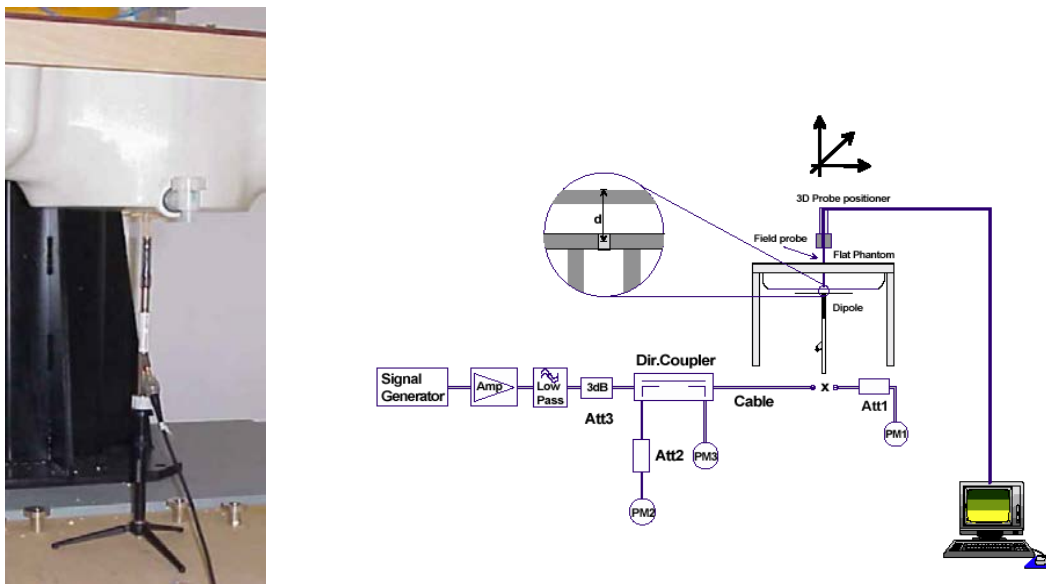 3D Probe positioner
d
Field probe
Flat Phantom
Dipole
Dir.Coupler
Signal
Generator
Amp
Low
Pass
3dB
Att3
Cable
x
Att1
PM1
Att2
PM3
PM2